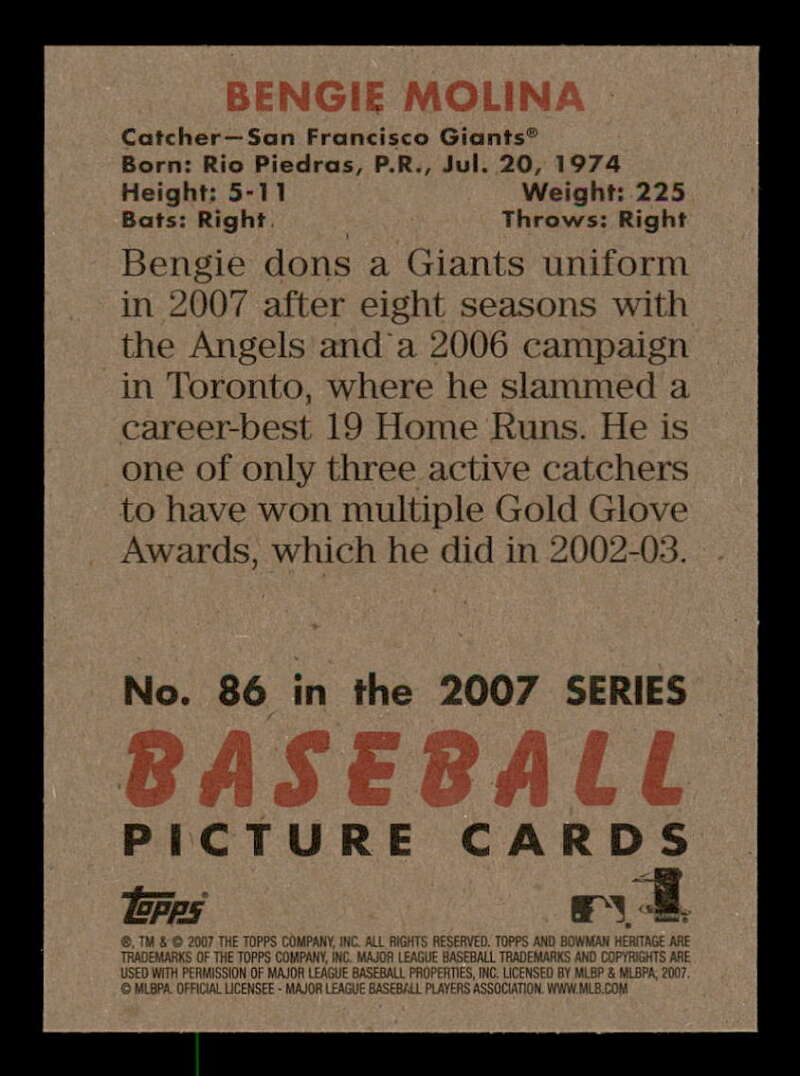 BENGIE MOLINA
Catcher—San Francisco Giants®
Born: Rio Piedras, P.R., Jul. 20, 1974
Height: 5-11 Weight: 225
Bats: Right Throws: Right
Bengie dons a Giants uniform
in 2007 after eight seasons with
the Angels and a 2006 campaign
in Toronto, where he slammed a
career-best 19 Home Runs. He is
one of only three active catchers
to have won multiple Gold Glove
Awards, which he did in 2002-03.
No. 86 in the 2007 SERIES
BASEBALL
PICTURE CARDS
Topps
®, TM & © 2007 THE TOPPS COMPANY, INC. ALL RIGHTS RESERVED. TOPPS AND BOWMAN HERITAGE ARE
TRADEMARKS OF THE TOPPS COMPANY, INC. MAJOR LEAGUE BASEBALL TRADEMARKS AND COPYRIGHTS ARE
USED WITH PERMISSION OF MAJOR LEAGUE BASEBALL PROPERTIES, INC. LICENSED BY MLBP & MLBPA, 2007.
© MLBPA. OFFICIAL LICENSEE - MAJOR LEAGUE BASEBALL PLAYERS ASSOCIATION. WWW.MLB.COM